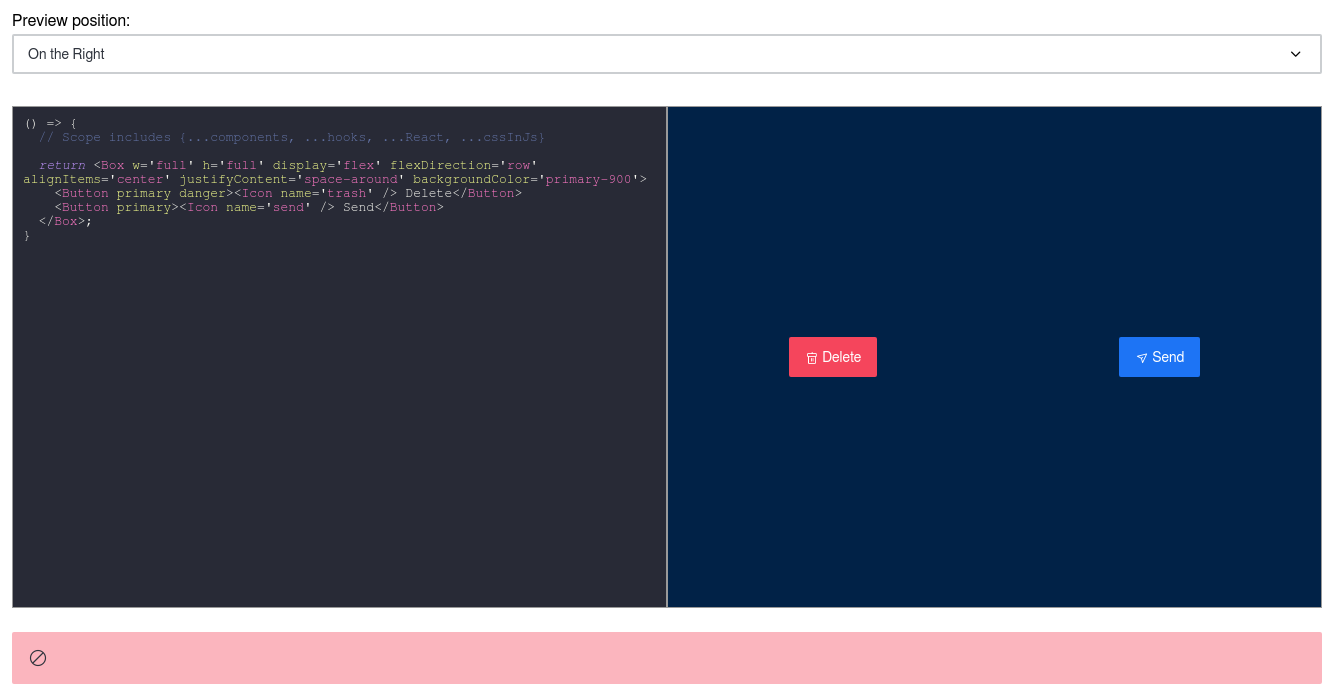 Preview position:
On the Right
() => {
// Scope includes {...components, ...hooks, ...React, ...cssInJs}
return <Box w='full' h='full' display='flex' flexDirection='row'
alignItems='center' justifyContent='space-around' backgroundColor='primary-900'>
<Button primary danger><Icon name='trash' /> Delete</Button>
<Button primary><Icon name='send' /> Send</Button>
</Box>;
}
Delete
Send